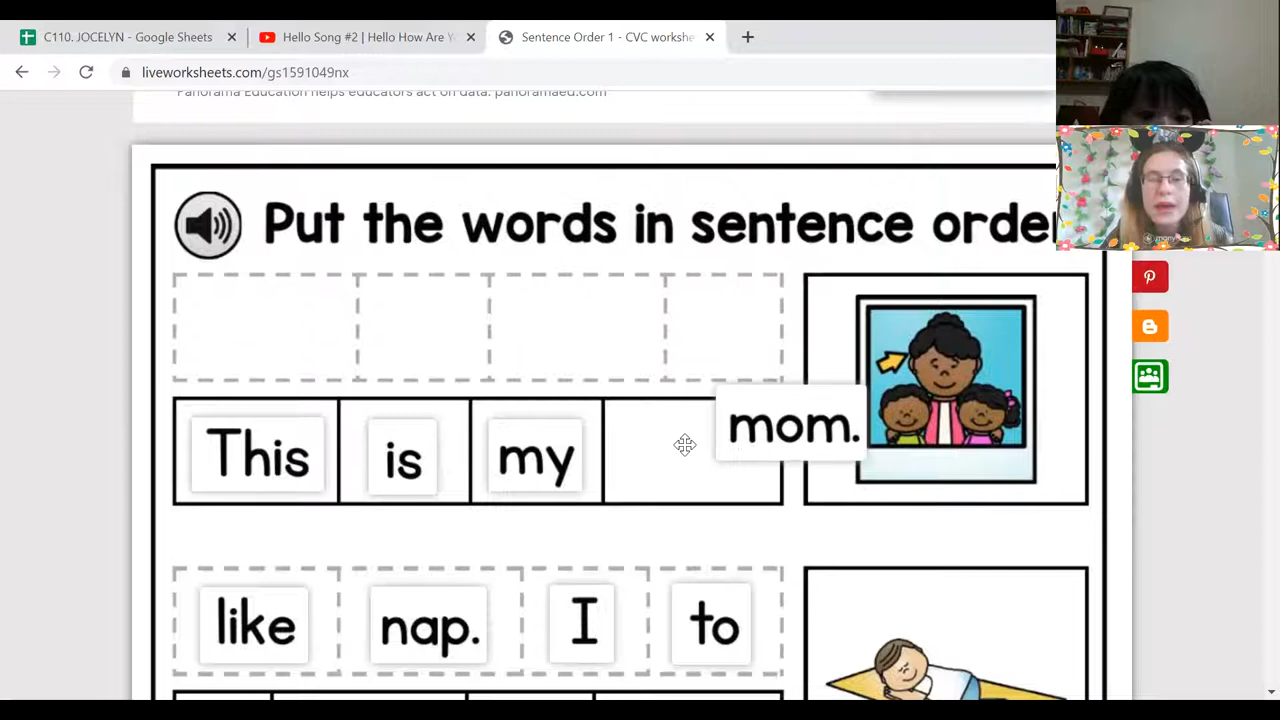 C110. JOCELYN - Google Sheets
Hello Song #2 | Hello How Are Y
Sentence Order 1 - CVC workshe
liveworksheets.com/gs1591049nx
Panorama Education helps educators act on data. panoramaed.com
Put the words in sentence order
This is my mom.
like nap. I to